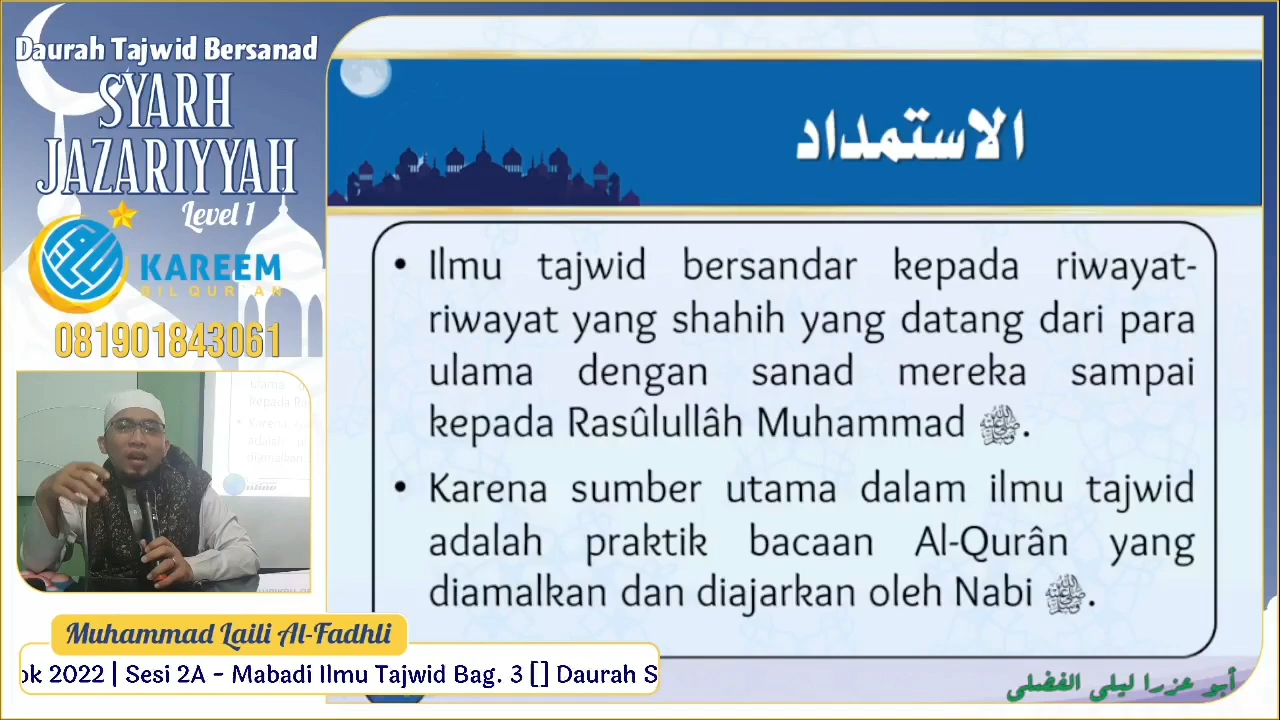 Daurah Tajwid Bersanad
SYARH
JAZARIYYAH
Level 1
KAREEM
BIL QUR'AN
081901843061
الاستمداد
• Ilmu tajwid bersandar kepada riwayat-
riwayat yang shahih yang datang dari para
ulama dengan sanad mereka sampai
kepada Rasûlullâh Muhammad ﷺ.
• Karena sumber utama dalam ilmu tajwid
adalah praktik bacaan Al-Qurân yang
diamalkan dan diajarkan oleh Nabi ﷺ.
Muhammad Laili Al-Fadhli
ok 2022 | Sesi 2A - Mabadi Ilmu Tajwid Bag. 3 [] Daurah S
أبو عزرا ليلى الفضلى